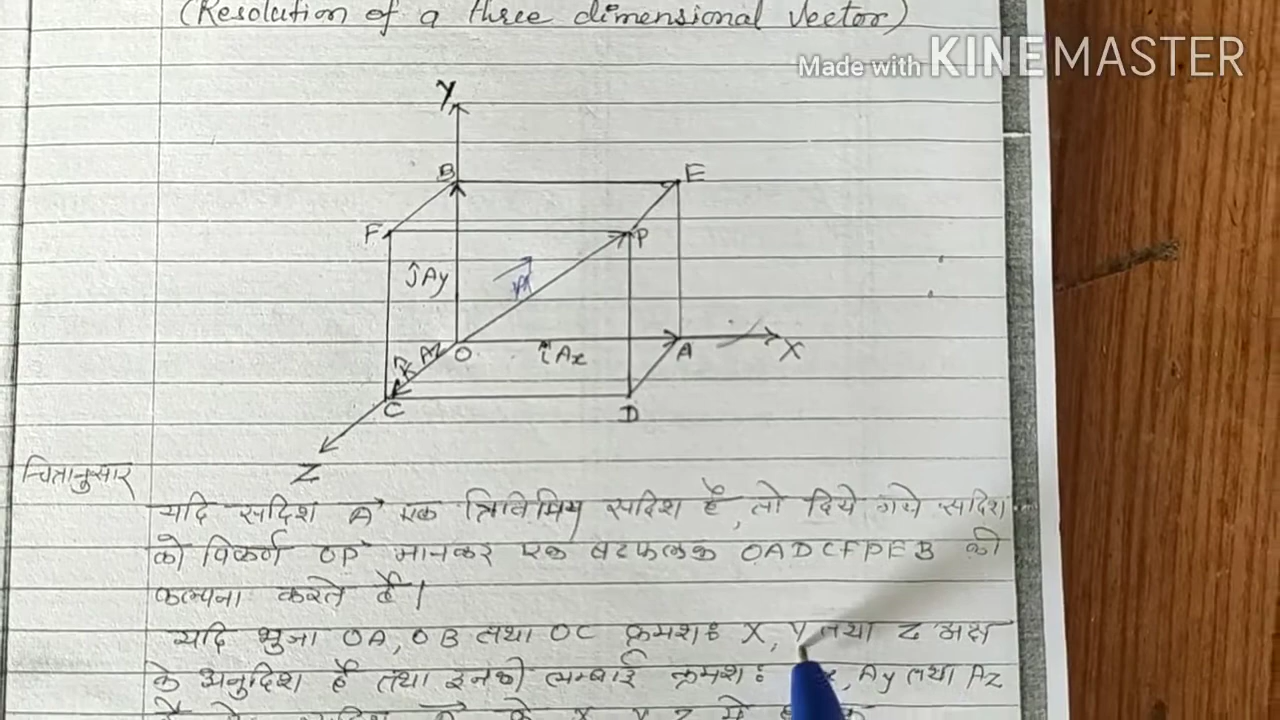 (Resolution of a three dimensional vector)
Made with KINEMASTER
Y
B
E
F
P
ĵAy
A⃗
k̂ Az
O
îAx
A
X
C
D
Z
चित्रानुसार
यदि सदिश A⃗ एक त्रिविमिय सदिश है, तो दिये गये सदिश
को विकर्ण OP मानकर एक षटफलक OADCFPEB की
कल्पना करते है।
यदि भुजा OA, OB तथा OC क्रमशः X, Y तथा Z अक्ष
के अनुदिश है तथा इनकी लम्बाई क्रमशः Ay तथा Az
X Y Z